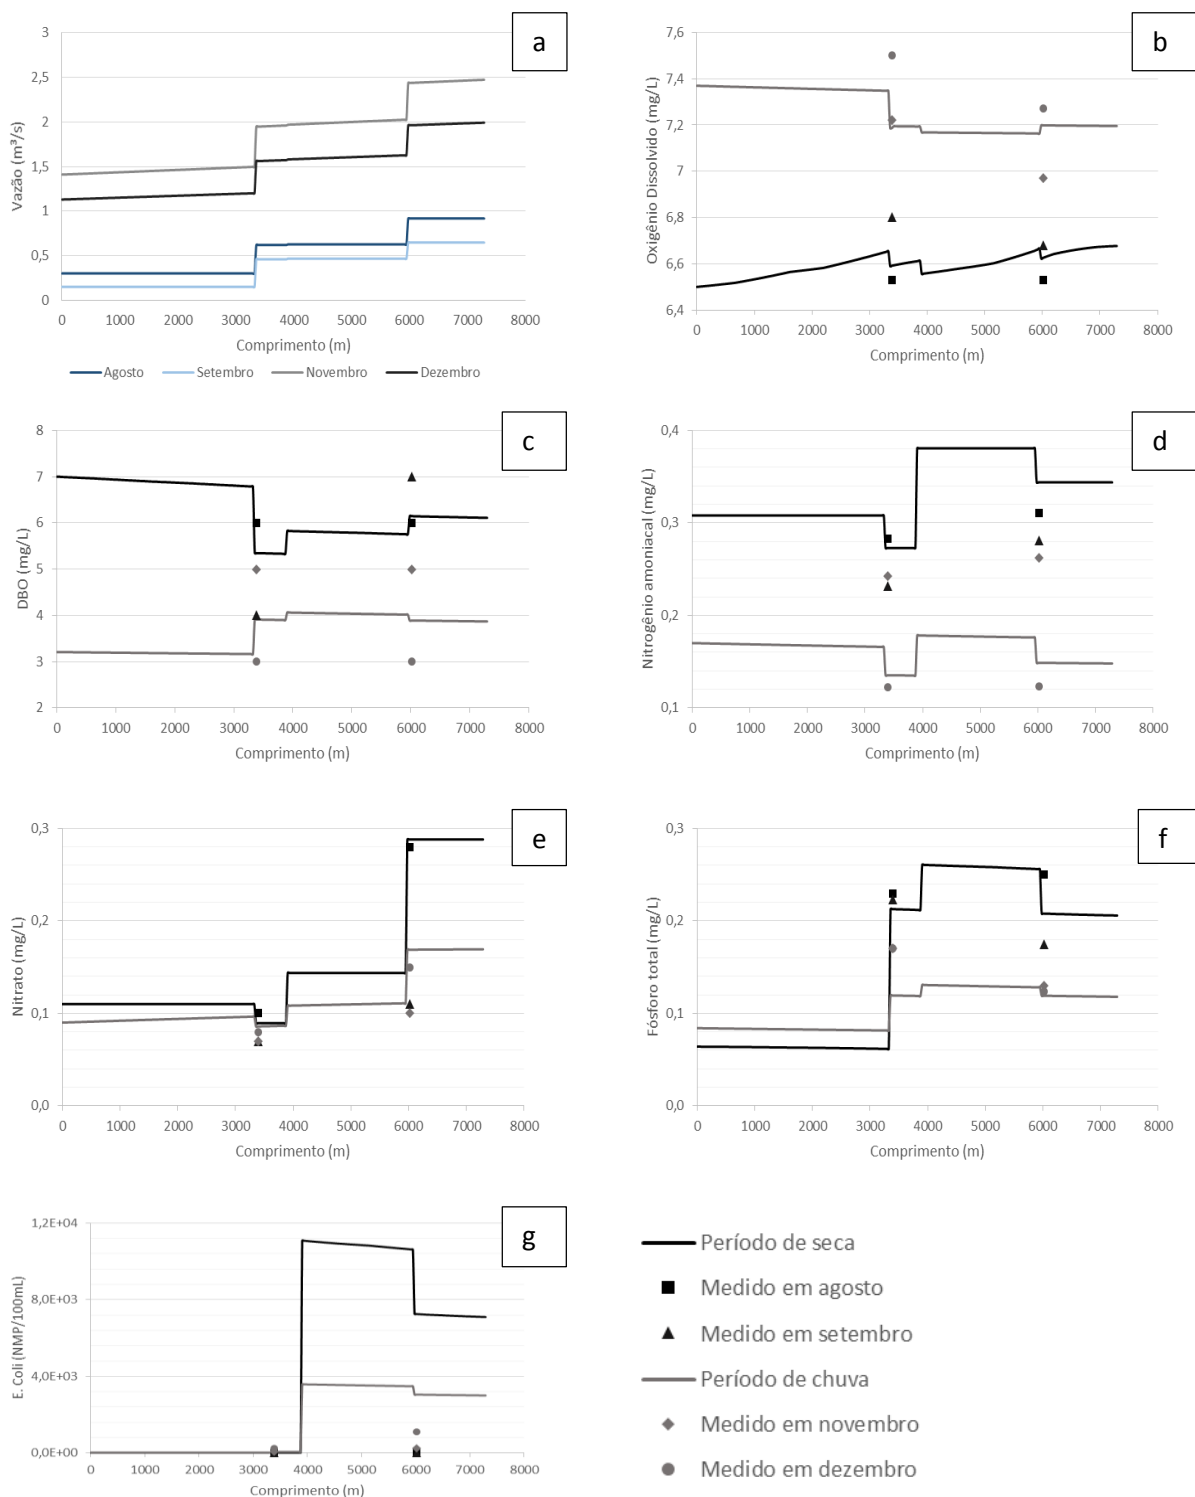 a
Vazão (m³/s)
3
2,5
2
1,5
1
0,5
0
0 1000 2000 3000 4000 5000 6000 7000 8000
Comprimento (m)
Agosto Setembro Novembro Dezembro
b
Oxigênio Dissolvido (mg/L)
7,6
7,4
7,2
7
6,8
6,6
6,4
0 1000 2000 3000 4000 5000 6000 7000 8000
Comprimento (m)
c
DBO (mg/L)
8
7
6
5
4
3
2
0 1000 2000 3000 4000 5000 6000 7000 8000
Comprimento (m)
d
Nitrogênio amoniacal (mg/L)
0,4
0,3
0,2
0,1
0 1000 2000 3000 4000 5000 6000 7000 8000
Comprimento (m)
e
Nitrato (mg/L)
0,3
0,2
0,1
0,0
0 1000 2000 3000 4000 5000 6000 7000 8000
Comprimento (m)
f
Fósforo total (mg/L)
0,3
0,2
0,1
0,0
0 1000 2000 3000 4000 5000 6000 7000 8000
Comprimento (m)
g
E. Coli (NMP/100mL)
1,2E+04
8,0E+03
4,0E+03
0,0E+00
0 1000 2000 3000 4000 5000 6000 7000 8000
Comprimento (m)
Período de seca
Medido em agosto
Medido em setembro
Período de chuva
Medido em novembro
Medido em dezembro